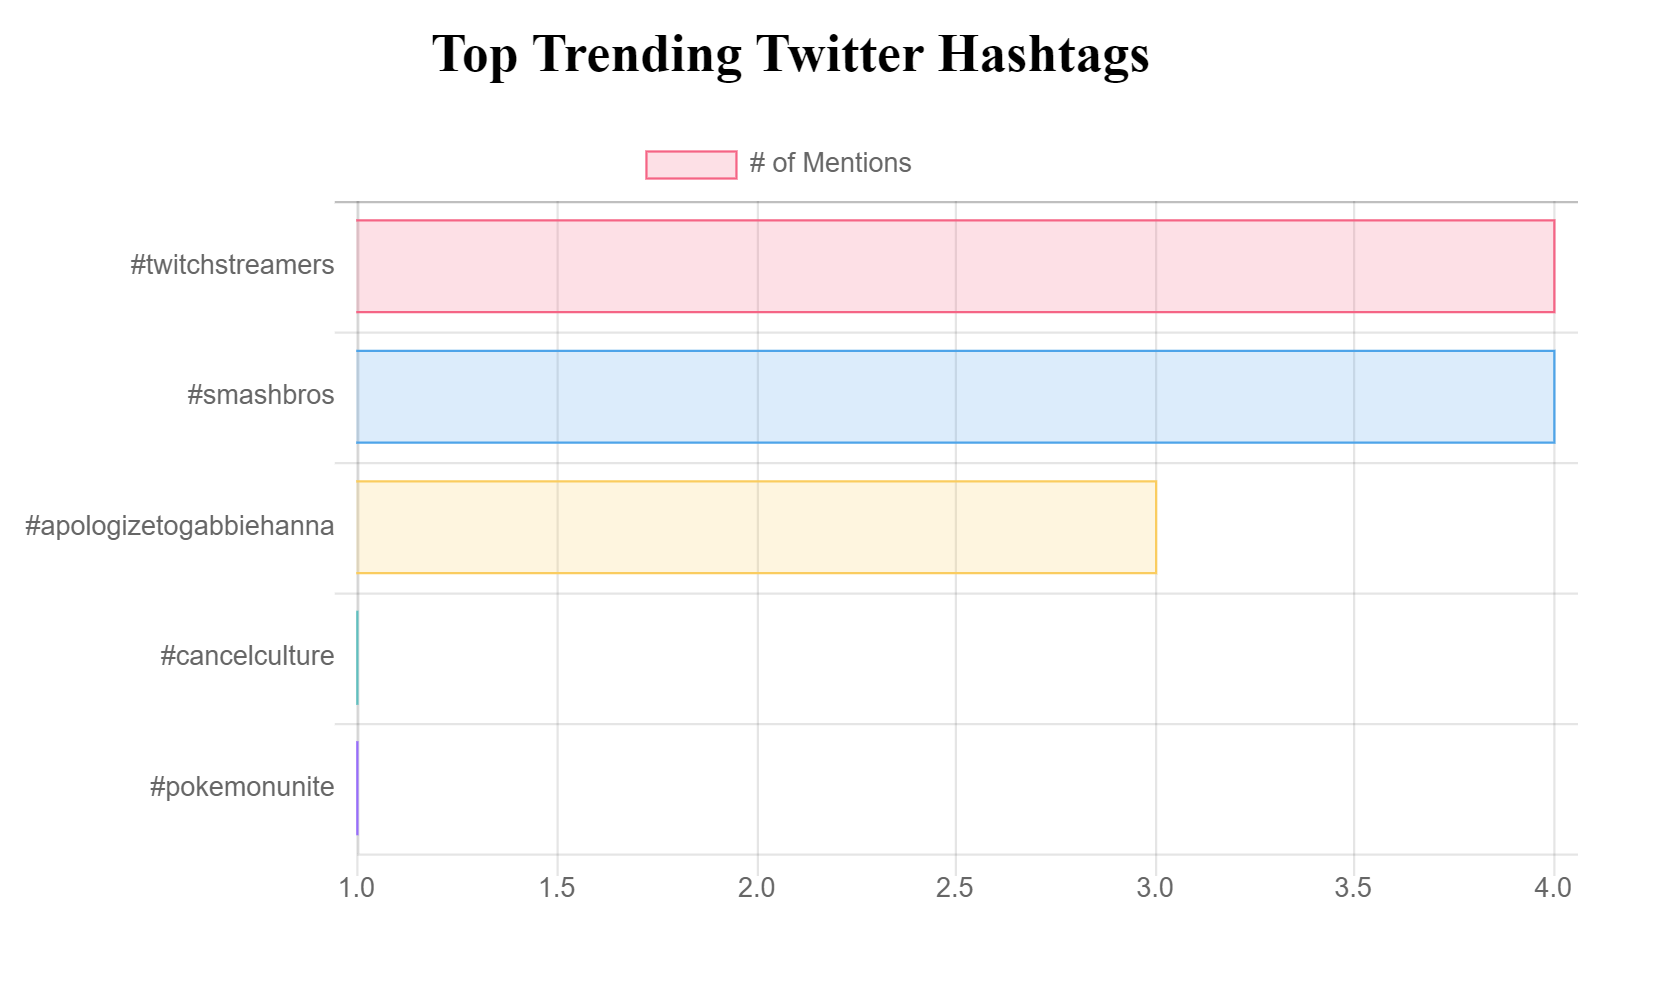 Top Trending Twitter Hashtags
# of Mentions
#twitchstreamers
#smashbros
#apologizetogabbiehanna
#cancelculture
#pokemonunite
1.0 1.5 2.0 2.5 3.0 3.5 4.0